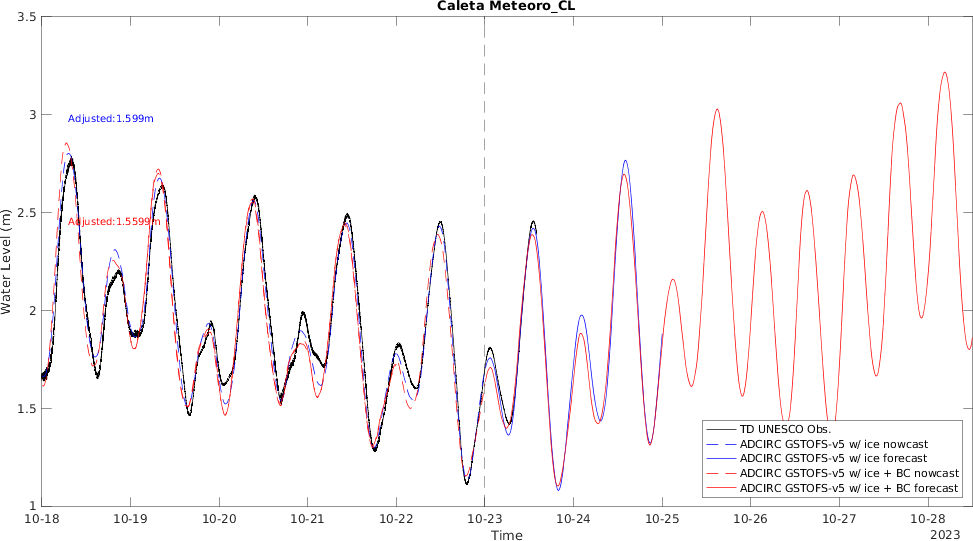 Caleta Meteoro_CL
3.5
Adjusted:1.599m
3
2.5
Adjusted:1.5599m
Water Level (m)
2
1.5
TD UNESCO Obs.
ADCIRC GSTOFS-v5 w/ ice nowcast
ADCIRC GSTOFS-v5 w/ ice forecast
ADCIRC GSTOFS-v5 w/ ice + BC nowcast
ADCIRC GSTOFS-v5 w/ ice + BC forecast
1
10-18 10-19 10-20 10-21 10-22 10-23 10-24 10-25 10-26 10-27 10-28
Time
2023